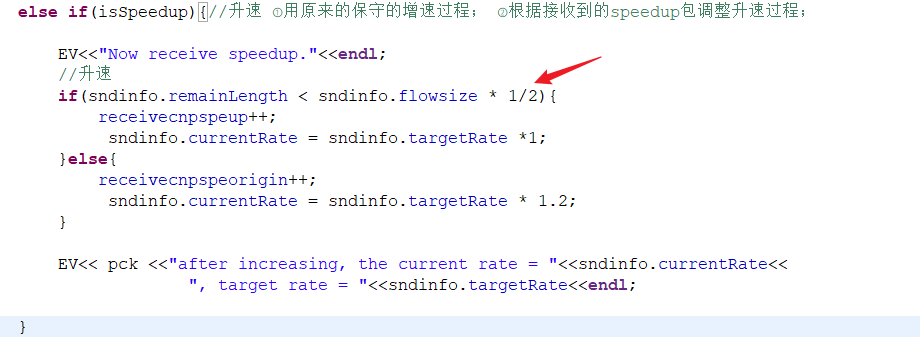 else if(isSpeedup){//升速 ①用原来的保守的增速过程; ②根据接收到的speedup包调整升速过程;
EV<<"Now receive speedup."<<endl;
//升速
if(sndinfo.remainLength < sndinfo.flowsize * 1/2){
receivecnpspeup++;
sndinfo.currentRate = sndinfo.targetRate *1;
}else{
receivecnpspeorigin++;
sndinfo.currentRate = sndinfo.targetRate * 1.2;
}
EV<< pck <<"after increasing, the current rate = "<<sndinfo.currentRate<<
", target rate = "<<sndinfo.targetRate<<endl;
}